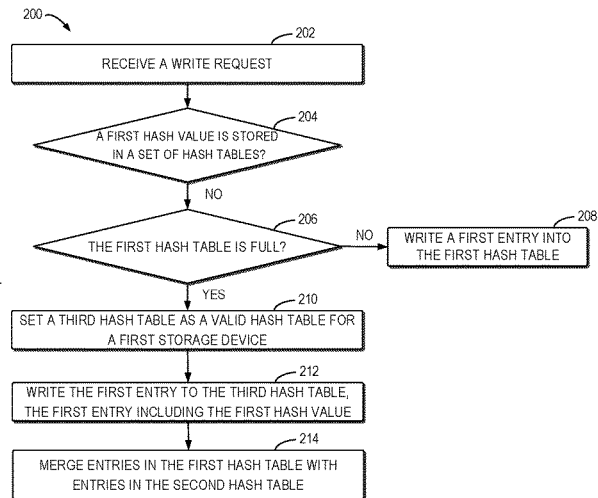 200
202
RECEIVE A WRITE REQUEST
204
A FIRST HASH VALUE IS STORED
IN A SET OF HASH TABLES?
NO
206
THE FIRST HASH TABLE IS FULL?
NO
208
WRITE A FIRST ENTRY INTO
THE FIRST HASH TABLE
YES
210
SET A THIRD HASH TABLE AS A VALID HASH TABLE FOR
A FIRST STORAGE DEVICE
212
WRITE THE FIRST ENTRY TO THE THIRD HASH TABLE,
THE FIRST ENTRY INCLUDING THE FIRST HASH VALUE
214
MERGE ENTRIES IN THE FIRST HASH TABLE WITH
ENTRIES IN THE SECOND HASH TABLE